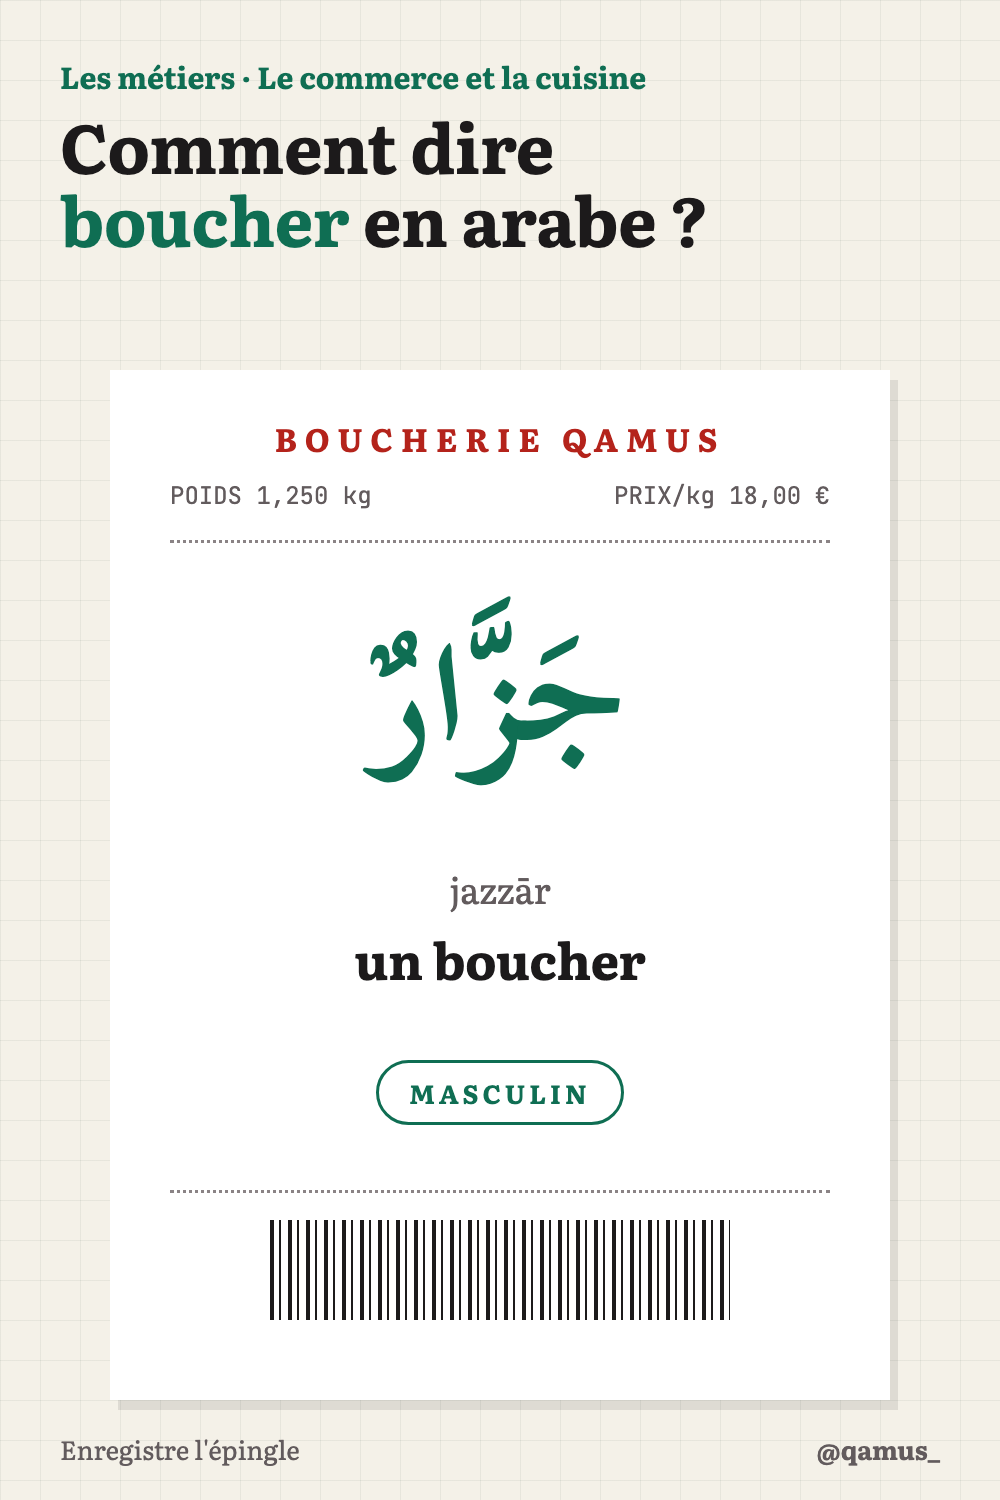 Les métiers · Le commerce et la cuisine
Comment dire
boucher en arabe ?
BOUCHERIE QAMUS
POIDS 1,250 kg PRIX/kg 18,00 €
جَزَّارٌ
jazzār
un boucher
MASCULIN
Enregistre l'épingle @qamus_